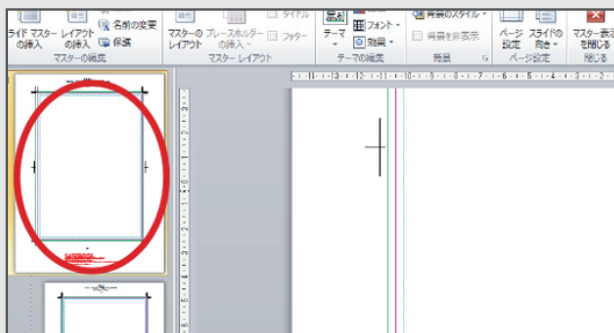 タイトル
名前の変更
フォント
背景のスタイル
スライド マスター レイアウト
の挿入 の挿入
保護
マスターの プレースホルダー
レイアウト の挿入
フッター
テーマ
効果
背景を非表示
ページ スライドの
設定 向き
マスター表示
を閉じる
マスターの編集
マスター レイアウト
テーマの編集
背景
ページ設定
閉じる